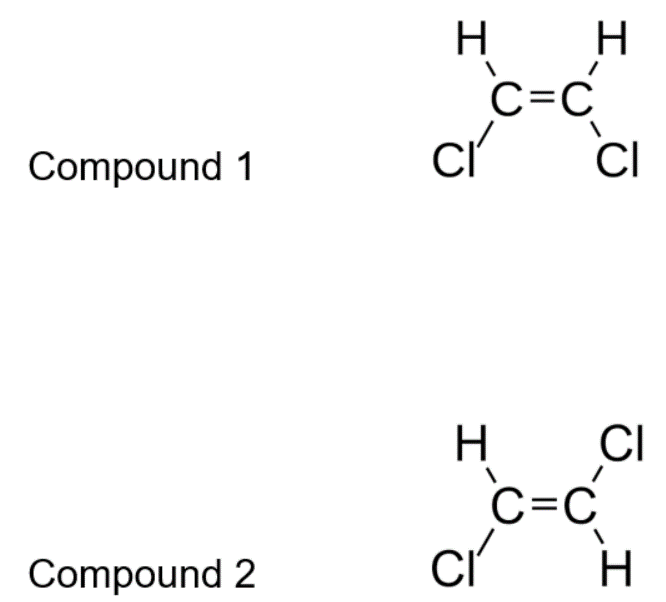 H H
C=C
Compound 1 Cl Cl
H Cl
C=C
Compound 2 Cl H